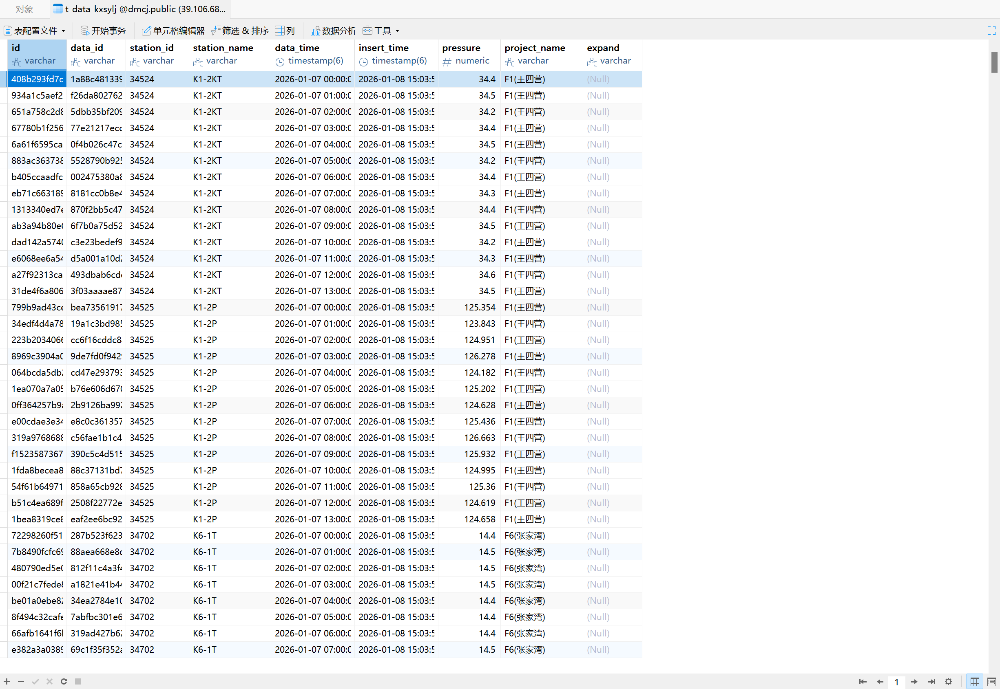 对象 t_data_kxsylj @dmcj.public (39.106.68...
表配置文件 开始事务 单元格编辑器 筛选 & 排序 列 数据分析 工具
id data_id station_id station_name data_time insert_time pressure project_name expand
varchar varchar varchar varchar timestamp(6) timestamp(6) # numeric varchar varchar
408b293fd7c 1a88c481339 34524 K1-2KT 2026-01-07 00:00:0 2026-01-08 15:03:5 34.4 F1(王四营) (Null)
934a1c5aef2 f26da802762 34524 K1-2KT 2026-01-07 01:00:0 2026-01-08 15:03:5 34.5 F1(王四营) (Null)
651a758c2d8 5dbb35bf209 34524 K1-2KT 2026-01-07 02:00:0 2026-01-08 15:03:5 34.2 F1(王四营) (Null)
67780b1f256 77e21217ecc 34524 K1-2KT 2026-01-07 03:00:0 2026-01-08 15:03:5 34.4 F1(王四营) (Null)
6a61f6595ca 0f4b026c47c 34524 K1-2KT 2026-01-07 04:00:0 2026-01-08 15:03:5 34.5 F1(王四营) (Null)
883ac363738 5528790b925 34524 K1-2KT 2026-01-07 05:00:0 2026-01-08 15:03:5 34.2 F1(王四营) (Null)
b405ccaadfc 002475380a8 34524 K1-2KT 2026-01-07 06:00:0 2026-01-08 15:03:5 34.4 F1(王四营) (Null)
eb71c663189 8181cc0b8e4 34524 K1-2KT 2026-01-07 07:00:0 2026-01-08 15:03:5 34.3 F1(王四营) (Null)
1313340ed7e 870f2bb5c47 34524 K1-2KT 2026-01-07 08:00:0 2026-01-08 15:03:5 34.4 F1(王四营) (Null)
ab3a94b80e6 6f7b0a75d52 34524 K1-2KT 2026-01-07 09:00:0 2026-01-08 15:03:5 34.5 F1(王四营) (Null)
dad142a5740 c3e23bedef9 34524 K1-2KT 2026-01-07 10:00:0 2026-01-08 15:03:5 34.2 F1(王四营) (Null)
e6068ee6a54 d5a001a10d2 34524 K1-2KT 2026-01-07 11:00:0 2026-01-08 15:03:5 34.3 F1(王四营) (Null)
a27f92313ca 493dbab6cd 34524 K1-2KT 2026-01-07 12:00:0 2026-01-08 15:03:5 34.6 F1(王四营) (Null)
31de4f6a806 3f03aaaae87 34524 K1-2KT 2026-01-07 13:00:0 2026-01-08 15:03:5 34.5 F1(王四营) (Null)
799b9ad43ce bea73561917 34525 K1-2P 2026-01-07 00:00:0 2026-01-08 15:03:5 125.354 F1(王四营) (Null)
34edf4d4a78 19a1c3bd985 34525 K1-2P 2026-01-07 01:00:0 2026-01-08 15:03:5 123.843 F1(王四营) (Null)
223b2034066 cc6f16cddc8 34525 K1-2P 2026-01-07 02:00:0 2026-01-08 15:03:5 124.951 F1(王四营) (Null)
8969c3904a0 9de7fd0f942 34525 K1-2P 2026-01-07 03:00:0 2026-01-08 15:03:5 126.278 F1(王四营) (Null)
064bcda5db cd47e293793 34525 K1-2P 2026-01-07 04:00:0 2026-01-08 15:03:5 124.182 F1(王四营) (Null)
1ea070a7a05 b76e606d670 34525 K1-2P 2026-01-07 05:00:0 2026-01-08 15:03:5 125.202 F1(王四营) (Null)
0ff364257b9 2b9126ba992 34525 K1-2P 2026-01-07 06:00:0 2026-01-08 15:03:5 124.628 F1(王四营) (Null)
e00cdae3e34 e8c0c361357 34525 K1-2P 2026-01-07 07:00:0 2026-01-08 15:03:5 125.436 F1(王四营) (Null)
319a9768688 c56fae1b1c4 34525 K1-2P 2026-01-07 08:00:0 2026-01-08 15:03:5 126.663 F1(王四营) (Null)
f1523587367 390c5c4d515 34525 K1-2P 2026-01-07 09:00:0 2026-01-08 15:03:5 125.932 F1(王四营) (Null)
1fda8becea8 88c37131bd7 34525 K1-2P 2026-01-07 10:00:0 2026-01-08 15:03:5 124.995 F1(王四营) (Null)
54f61b64971 858a65cb928 34525 K1-2P 2026-01-07 11:00:0 2026-01-08 15:03:5 125.36 F1(王四营) (Null)
b51c4ea689f 2508f22772e 34525 K1-2P 2026-01-07 12:00:0 2026-01-08 15:03:5 124.619 F1(王四营) (Null)
1bea8319ce8 eaf2ee6bc92 34525 K1-2P 2026-01-07 13:00:0 2026-01-08 15:03:5 124.658 F1(王四营) (Null)
72298260f51 287b523f623 34702 K6-1T 2026-01-07 00:00:0 2026-01-08 15:03:5 14.4 F6(张家湾) (Null)
7b8490fcfc69 88aea668e8c 34702 K6-1T 2026-01-07 01:00:0 2026-01-08 15:03:5 14.5 F6(张家湾) (Null)
480790ed5e0 812f11c4a3f4 34702 K6-1T 2026-01-07 02:00:0 2026-01-08 15:03:5 14.5 F6(张家湾) (Null)
00f21c7fede8 a1821e41b44 34702 K6-1T 2026-01-07 03:00:0 2026-01-08 15:03:5 14.5 F6(张家湾) (Null)
be01a0ebe82 34ea2784e10 34702 K6-1T 2026-01-07 04:00:0 2026-01-08 15:03:5 14.4 F6(张家湾) (Null)
8f494c32cafe 7abfbc301e6 34702 K6-1T 2026-01-07 05:00:0 2026-01-08 15:03:5 14.4 F6(张家湾) (Null)
66afb1641f6 319ad427b62 34702 K6-1T 2026-01-07 06:00:0 2026-01-08 15:03:5 14.4 F6(张家湾) (Null)
e382a3a0389 69c1f35f352a 34702 K6-1T 2026-01-07 07:00:0 2026-01-08 15:03:5 14.5 F6(张家湾) (Null)
1